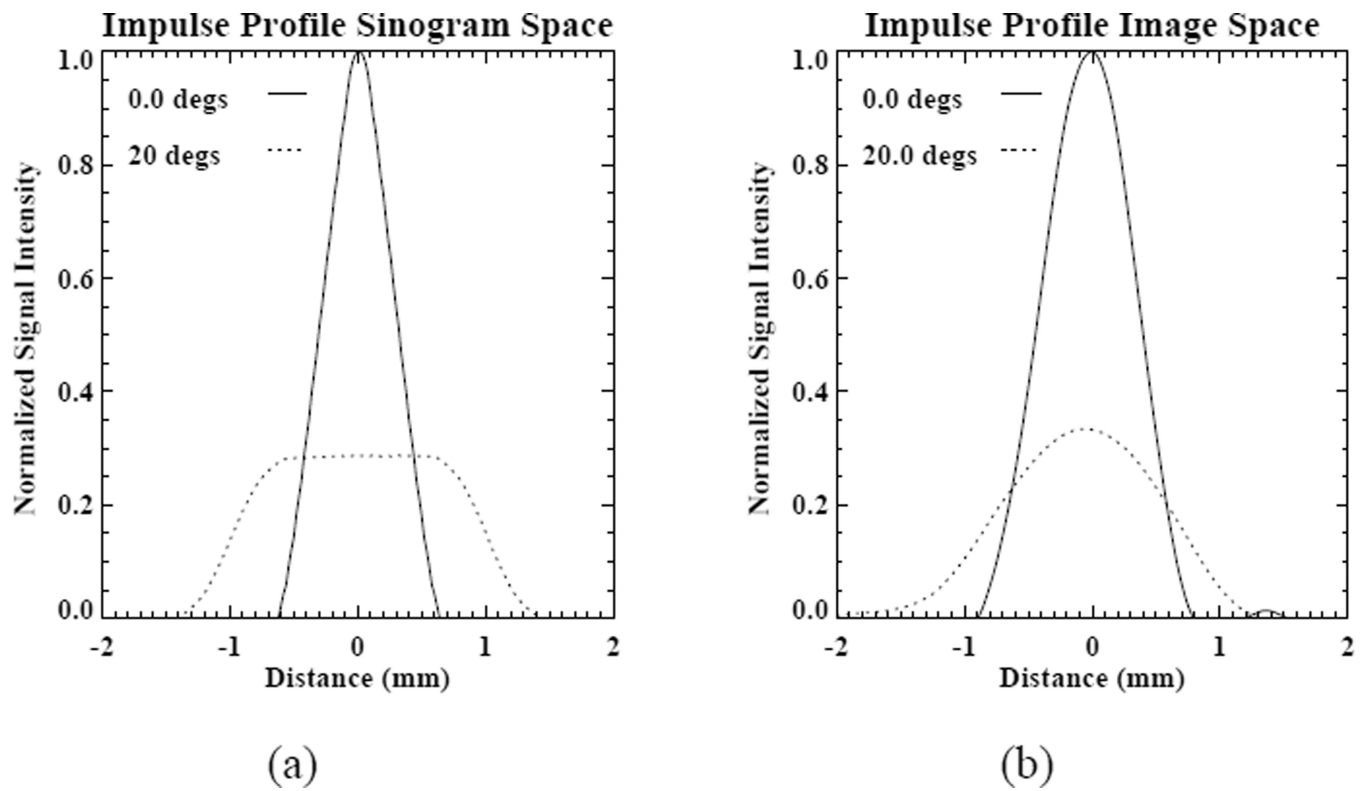 Impulse Profile Sinogram Space
1.0
0.0 degs
20 degs
0.8
0.6
0.4
0.2
0.0
Normalized Signal Intensity
-2 -1 0 1 2
Distance (mm)
(a)
Impulse Profile Image Space
1.0
0.0 degs
20.0 degs
0.8
0.6
0.4
0.2
0.0
Normalized Signal Intensity
-2 -1 0 1 2
Distance (mm)
(b)